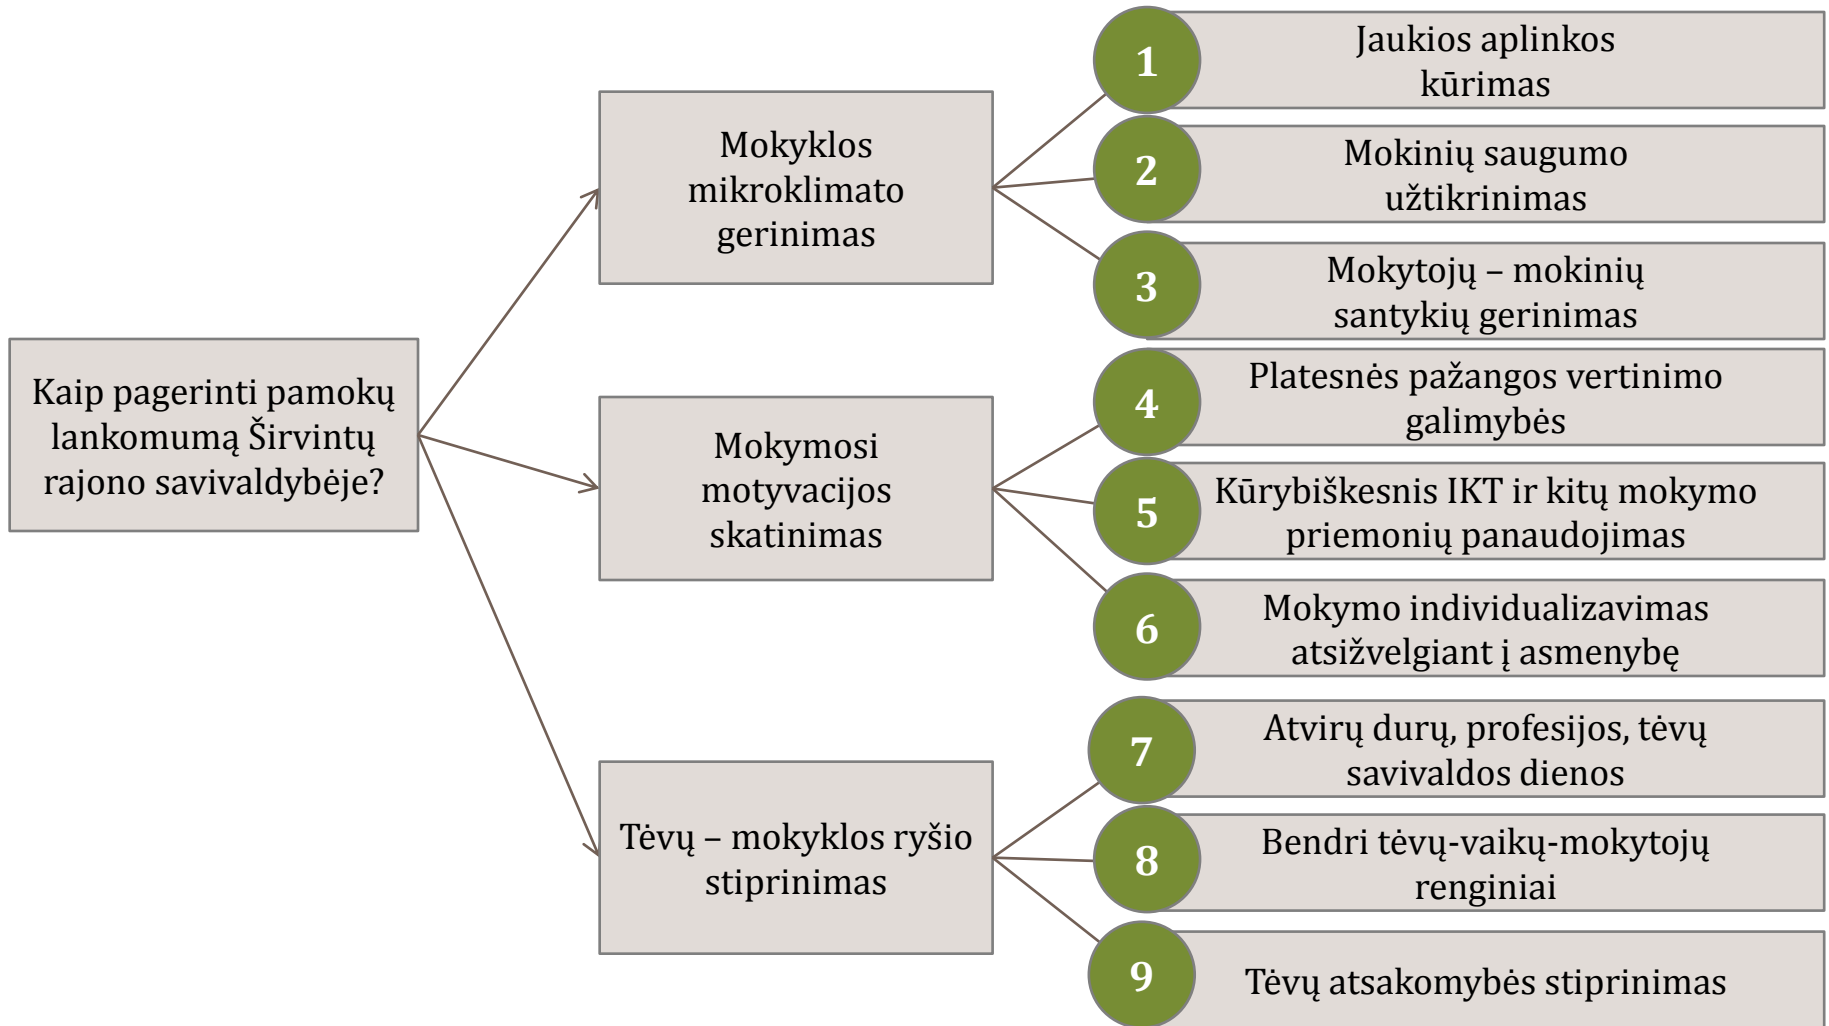 Kaip pagerinti pamokų
lankomumą Širvintų
rajono savivaldybėje?
Mokyklos
mikroklimato
gerinimas
1
Jaukios aplinkos
kūrimas
2
Mokinių saugumo
užtikrinimas
3
Mokytojų – mokinių
santykių gerinimas
Mokymosi
motyvacijos
skatinimas
4
Platesnės pažangos vertinimo
galimybės
5
Kūrybiškesnis IKT ir kitų mokymo
priemonių panaudojimas
6
Mokymo individualizavimas
atsižvelgiant į asmenybę
Tėvų – mokyklos ryšio
stiprinimas
7
Atvirų durų, profesijos, tėvų
savivaldos dienos
8
Bendri tėvų-vaikų-mokytojų
renginiai
9
Tėvų atsakomybės stiprinimas